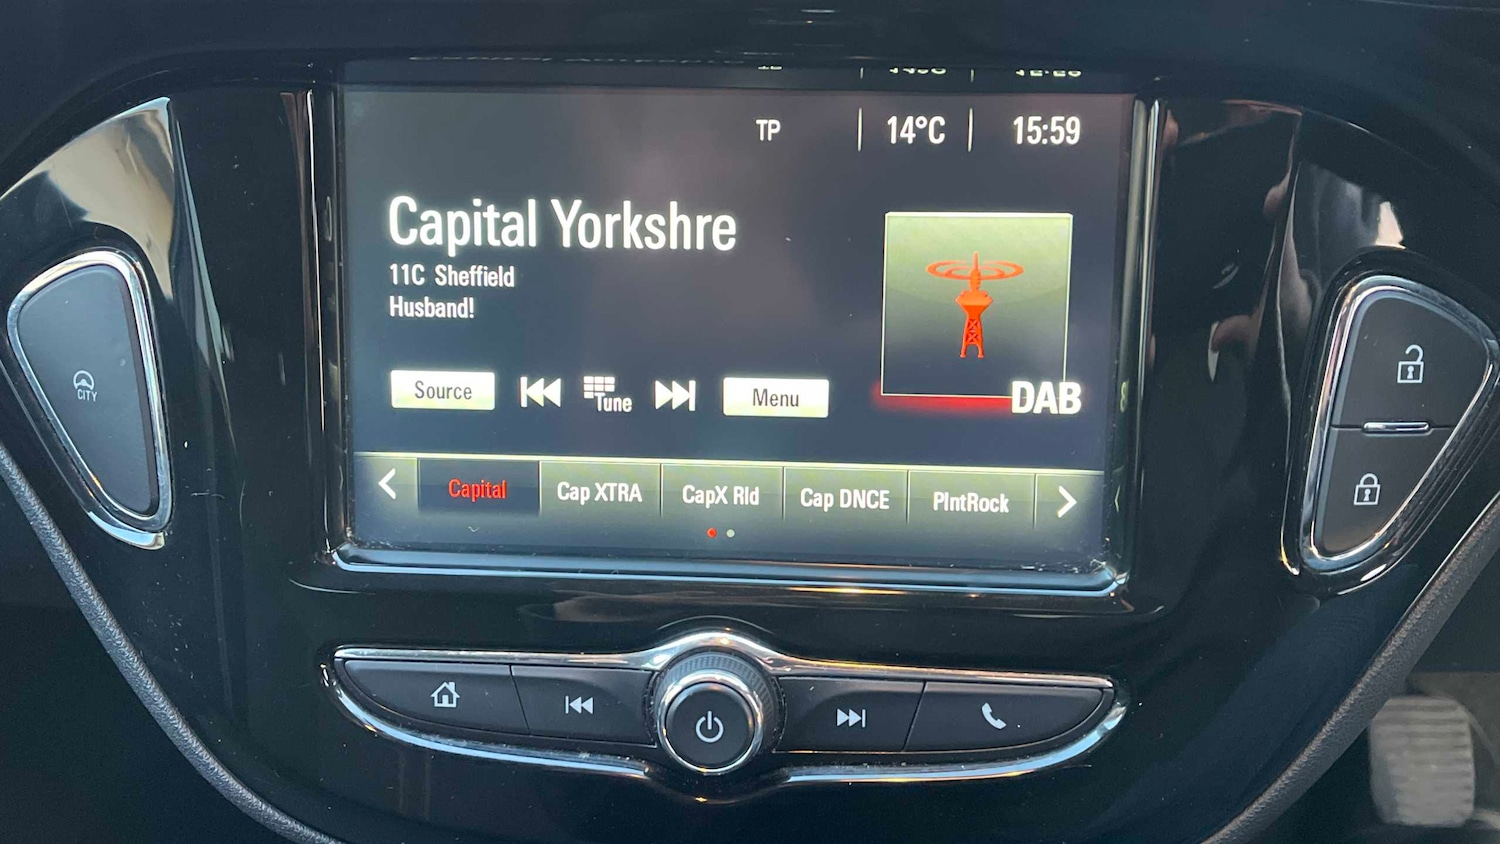 TP 14°C 15:59
Capital Yorkshre
11C Sheffield
Husband!
DAB
Source Tune Menu
Capital Cap XTRA CapX Rld Cap DNCE PlntRock
CITY